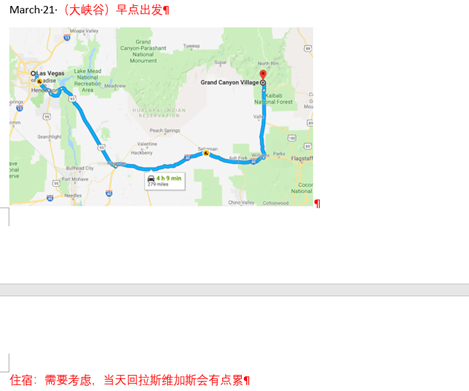 March·21·（大峡谷）早点出发¶
Moapa Valley
Grand
Canyon-Parashant
National
Monument
Tuweep
Supai
North Rim
Las Vegas
Paradise
Lake Mead
National
Recreation
Area
Meadview
Grand Canyon Village
Kaibab
National Forest
HUALAPAI INDIAN
RESERVATION
Peach Springs
Searchlight
Valentine
Hackberry
Bullhead City
Fort Mohave
Seligman
Ash Fork
Parks
Flagstaff
4 h 9 min
279 miles
Needles
Chino Valley
Cottonwood
Coconino
National
¶
住宿：需要考虑，当天回拉斯维加斯会有点累¶